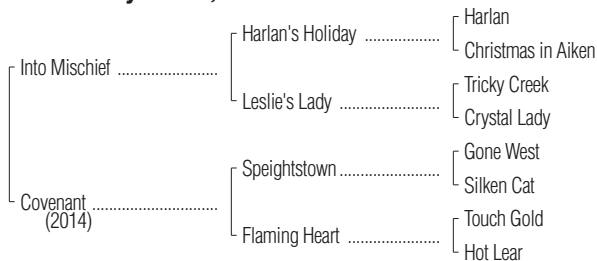 Harlan
Harlan's Holiday ..................
Christmas in Aiken
Into Mischief ........................
Tricky Creek
Leslie's Lady ........................
Crystal Lady
Gone West
Speightstown ........................
Silken Cat
Covenant ..............................
(2014)
Touch Gold
Flaming Heart ......................
Hot Lear